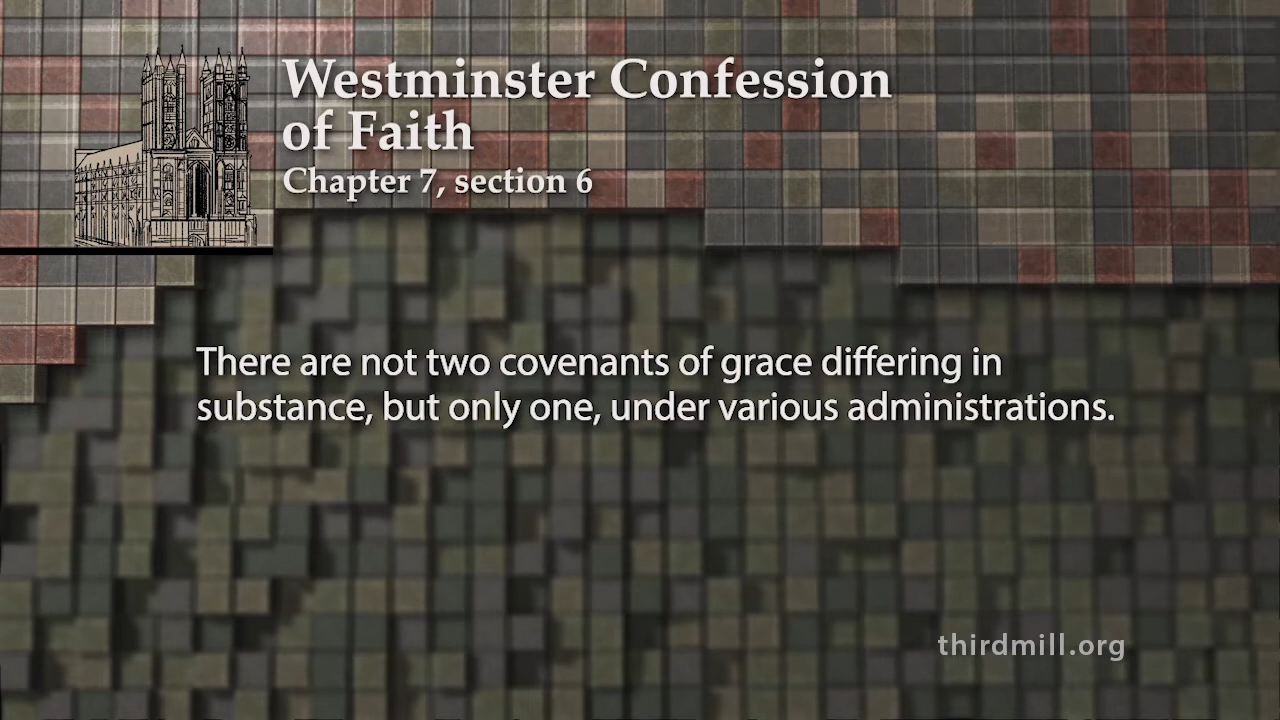 Westminster Confession
of Faith
Chapter 7, section 6
There are not two covenants of grace differing in
substance, but only one, under various administrations.
thirdmill.org